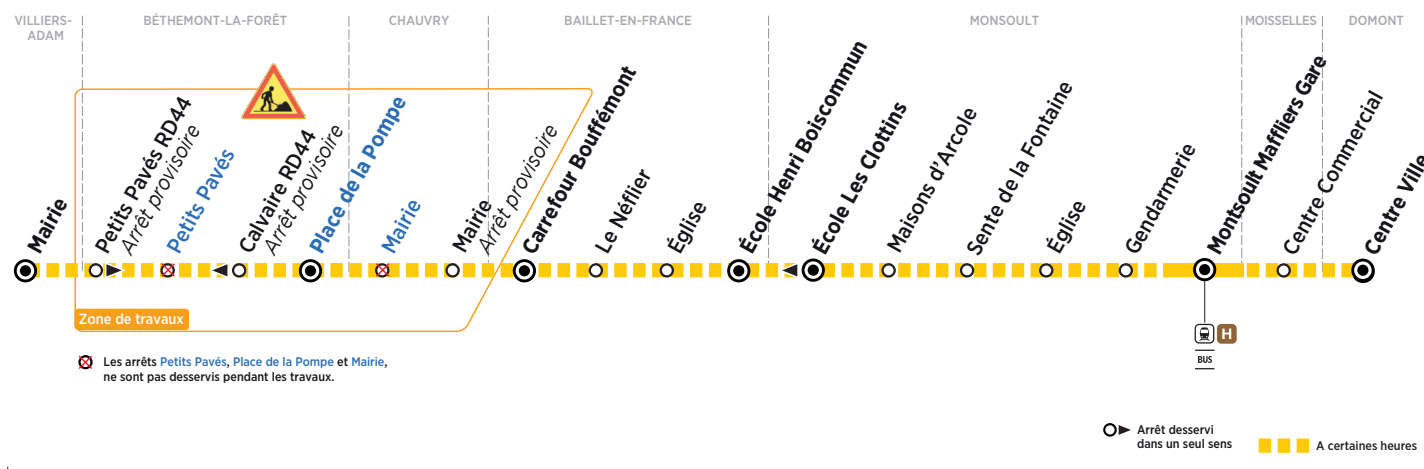 VILLIERS-
ADAM
BÉTHEMONT-LA-FORÊT
CHAUVRY
BAILLET-EN-FRANCE
MONSOULT
MOISSELLES
DOMONT
Mairie
Petits Pavés RD44
Arrêt provisoire
Petits Pavés
Calvaire RD44
Arrêt provisoire
Place de la Pompe
Mairie
Mairie
Arrêt provisoire
Carrefour Bouffémont
Le Néflier
Église
École Henri Boiscommun
École Les Clottins
Maisons d'Arcole
Sente de la Fontaine
Église
Gendarmerie
Montsoult Maffliers Gare
Centre Commercial
Centre Ville
Zone de travaux
H
BUS
Les arrêts Petits Pavés, Place de la Pompe et Mairie,
ne sont pas desservis pendant les travaux.
Arrêt desservi
dans un seul sens
A certaines heures